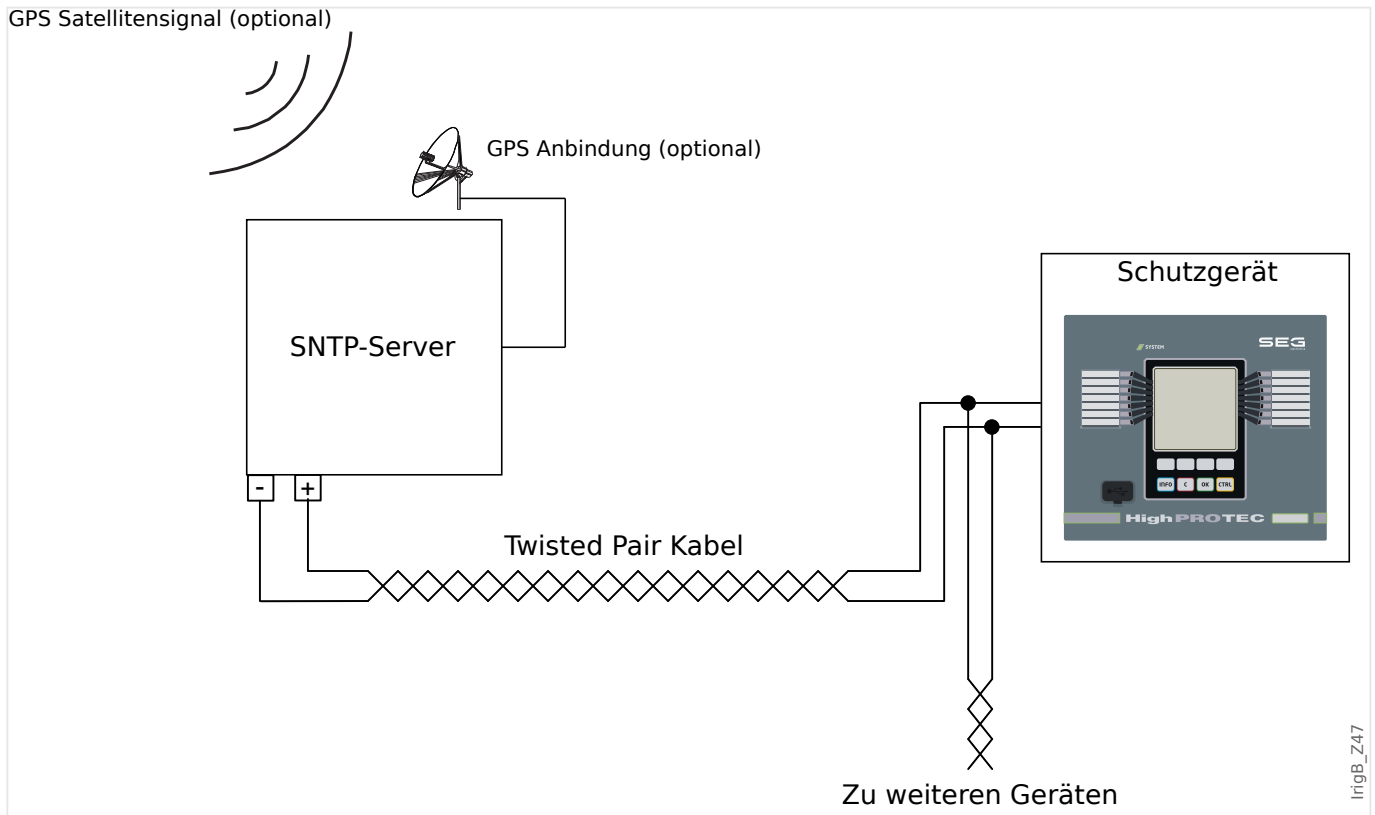 GPS Satellitensignal (optional)
GPS Anbindung (optional)
SNTP-Server
- +
Schutzgerät
SYSTEM
SEG
INFO C OK CTRL
HighPROTEC
Twisted Pair Kabel
Zu weiteren Geräten
IrigB_Z47